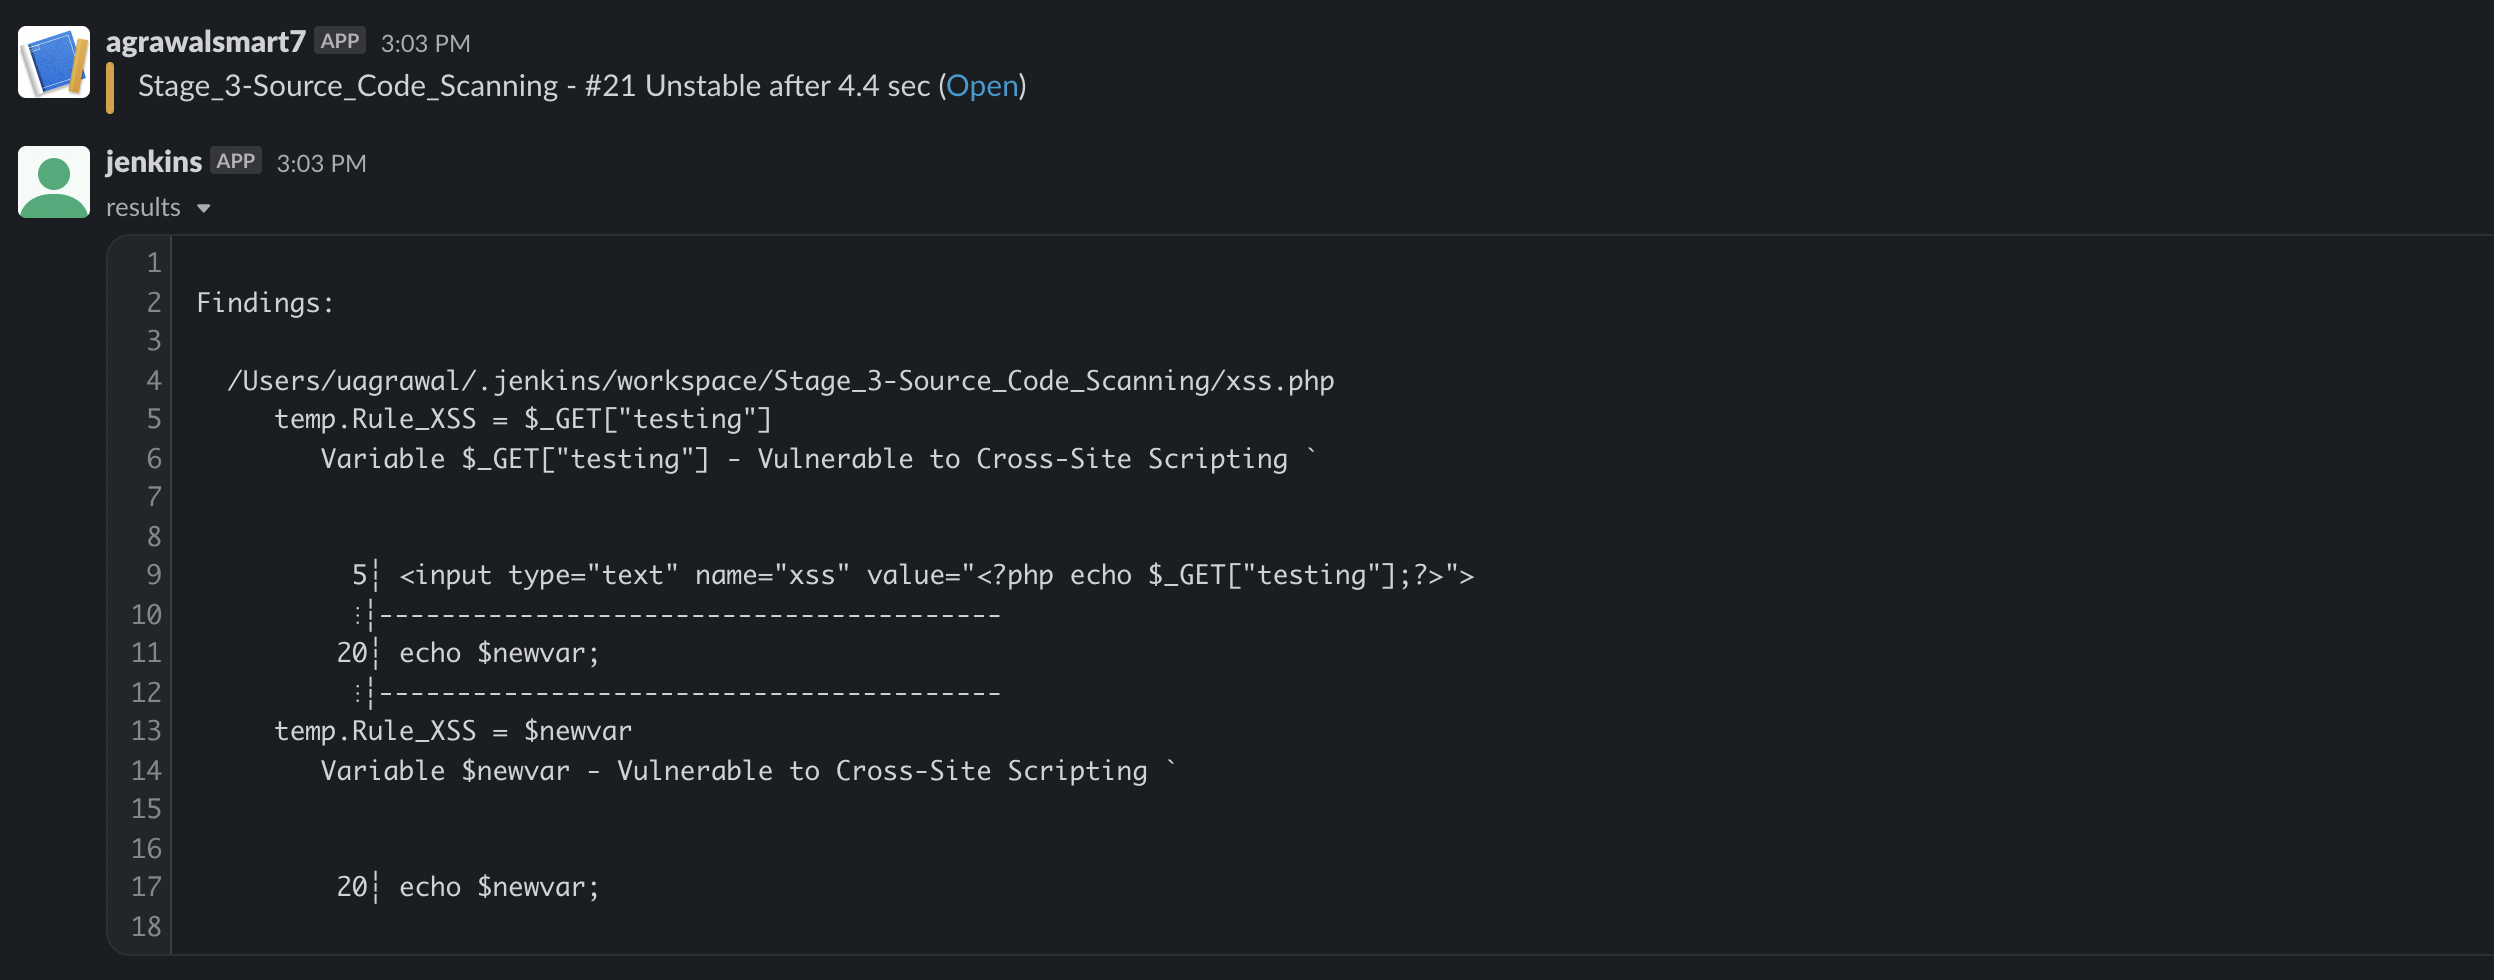 agrawalsmart7 APP 3:03 PM
Stage_3-Source_Code_Scanning - #21 Unstable after 4.4 sec (Open)
jenkins APP 3:03 PM
results
1
2 Findings:
3
4 /Users/uagrawal/.jenkins/workspace/Stage_3-Source_Code_Scanning/xss.php
5 temp.Rule_XSS = $_GET["testing"]
6 Variable $_GET["testing"] - Vulnerable to Cross-Site Scripting `
7
8
9 5┆ <input type="text" name="xss" value="<?php echo $_GET["testing"];?>">
10 ⋮┆----------------------------------------
11 20┆ echo $newvar;
12 ⋮┆----------------------------------------
13 temp.Rule_XSS = $newvar
14 Variable $newvar - Vulnerable to Cross-Site Scripting `
15
16
17 20┆ echo $newvar;
18